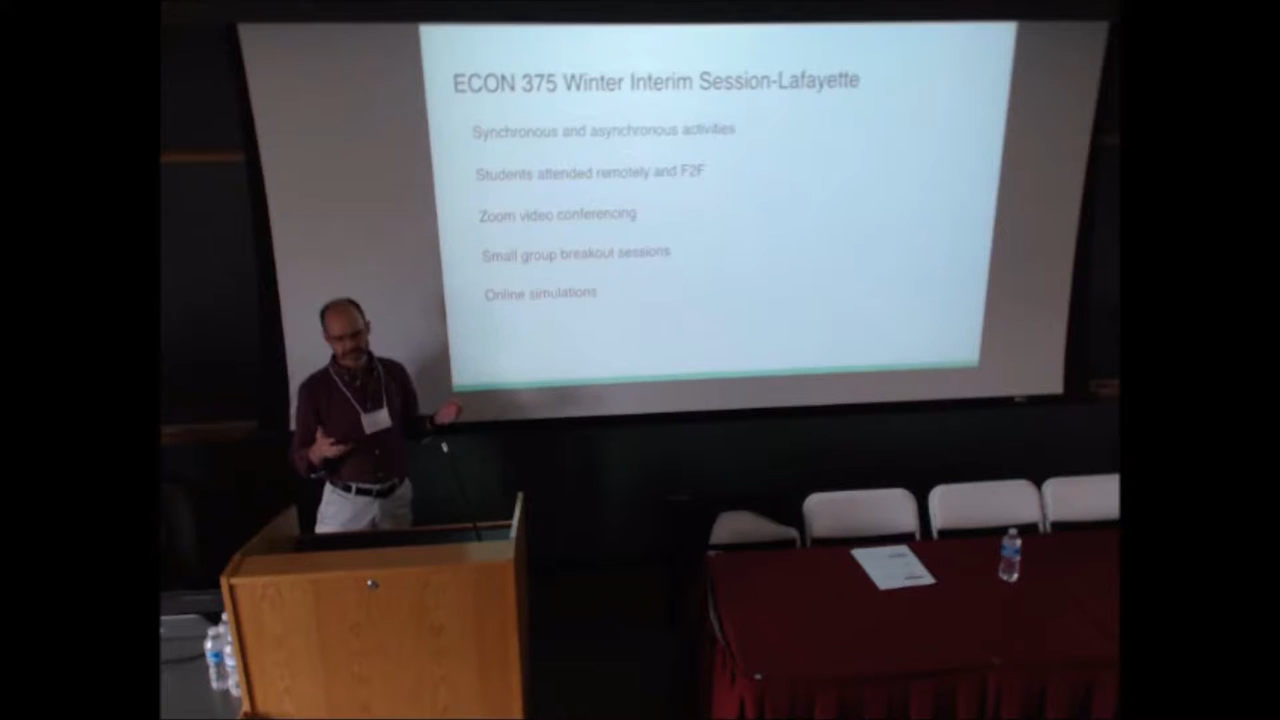 ECON 375 Winter Interim Session-Lafayette
Synchronous and asynchronous activities
Students attended remotely and F2F
Zoom video conferencing
Small group breakout sessions
Online simulations